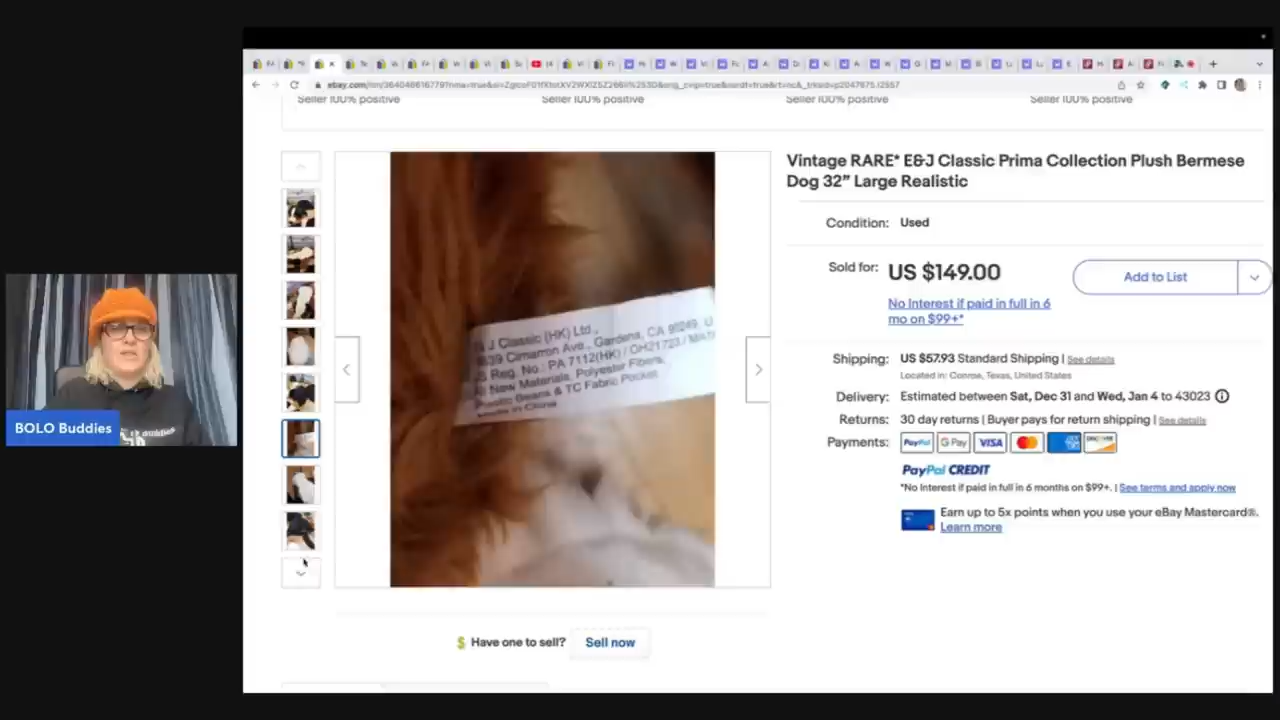 Seller 100% positive
Seller 100% positive
Seller 100% positive
Seller 100% positive
Vintage RARE* E&J Classic Prima Collection Plush Bermese
Dog 32” Large Realistic
Condition: Used
Sold for: US $149.00
Add to List
No Interest if paid in full in 6
mo on $99+*
Shipping: US $57.93 Standard Shipping | See details
Located in: Conroe, Texas, United States
Delivery: Estimated between Sat, Dec 31 and Wed, Jan 4 to 43023
Returns: 30 day returns | Buyer pays for return shipping | See details
Payments: PayPal G Pay VISA
DISCOVER
PayPal CREDIT
*No Interest if paid in full in 6 months on $99+. | See terms and apply now
Earn up to 5x points when you use your eBay Mastercard®.
Learn more
J Classic (HK) Ltd.,
Cimarron Ave., Gardens, CA 90249, U
Reg. No.: PA 7112(HK) / OH21723 /
New Materials, Polyester Fibers,
Plastic Beans & TC Fabric Pocket
Made in China
BOLO Buddies
Have one to sell? Sell now